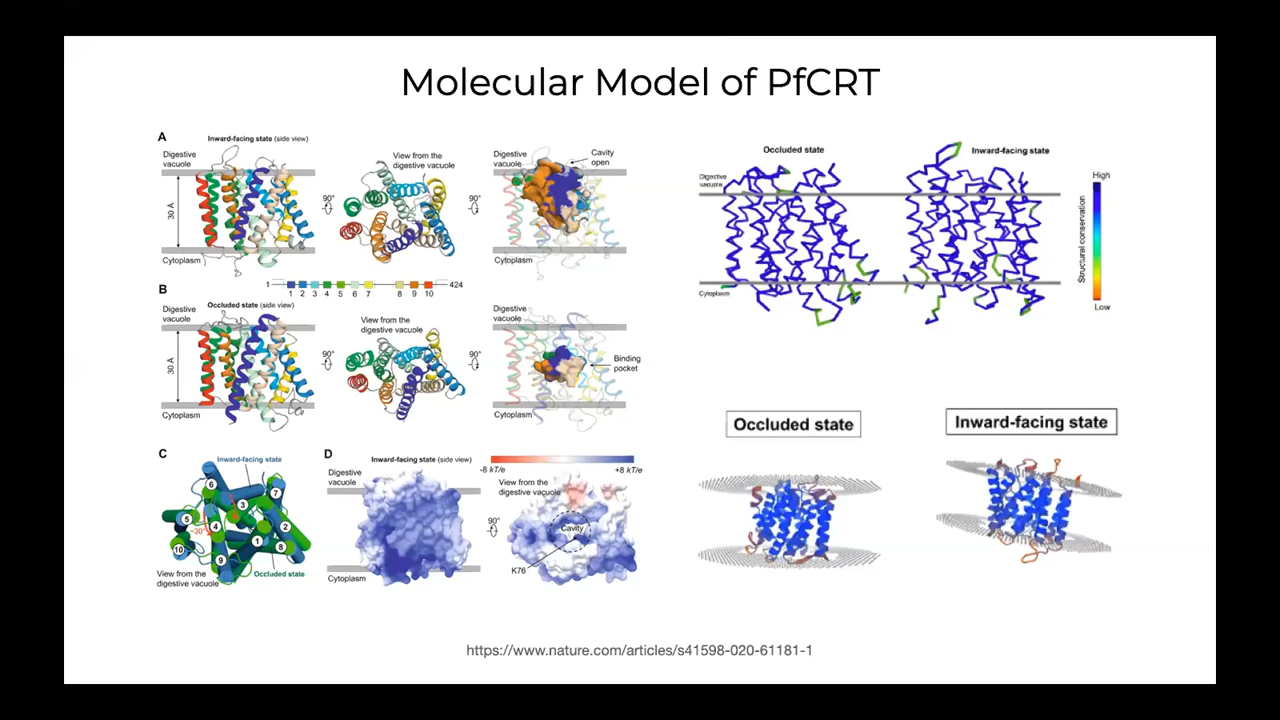 Molecular Model of PfCRT
A
Inward-facing state (side view)
Digestive
vacuole
30 Å
Cytoplasm
90°
View from the
digestive vacuole
90°
Digestive
vacuole
Cavity
open
Cytoplasm
1
424
1 2 3 4 5 6 7 8 9 10
B
Occluded state (side view)
Digestive
vacuole
30 Å
Cytoplasm
90°
View from the
digestive vacuole
90°
Digestive
vacuole
Binding
pocket
Cytoplasm
C
Inward-facing state
6
7
3
5
4
2
~30°
10
1
8
9
View from the
digestive vacuole
Occluded state
D
Inward-facing state (side view)
Digestive
vacuole
Cytoplasm
90°
-8 kT/e
+8 kT/e
View from the
digestive vacuole
Cavity
K76
Occluded state
Inward-facing state
Digestive
vacuole
Cytoplasm
High
Structural conservation
Low
Occluded state
Inward-facing state
https://www.nature.com/articles/s41598-020-61181-1